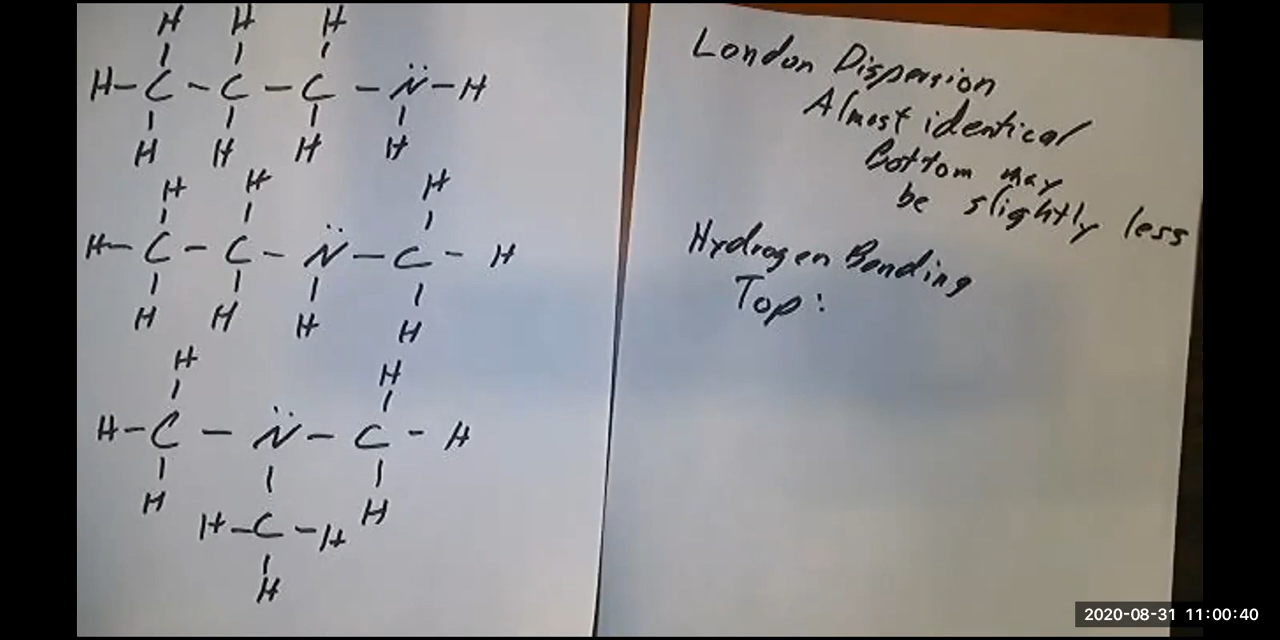 H H H
H-C-C-C-N-H
H H H H
H H H
H-C-C-N-C-H
H H H H
H H
H-C-N-C-H
H H
H-C-H
H
London Dispersion
Almost identical
Bottom may
be slightly less
Hydrogen Bonding
Top:
2020-08-31 11:00:40